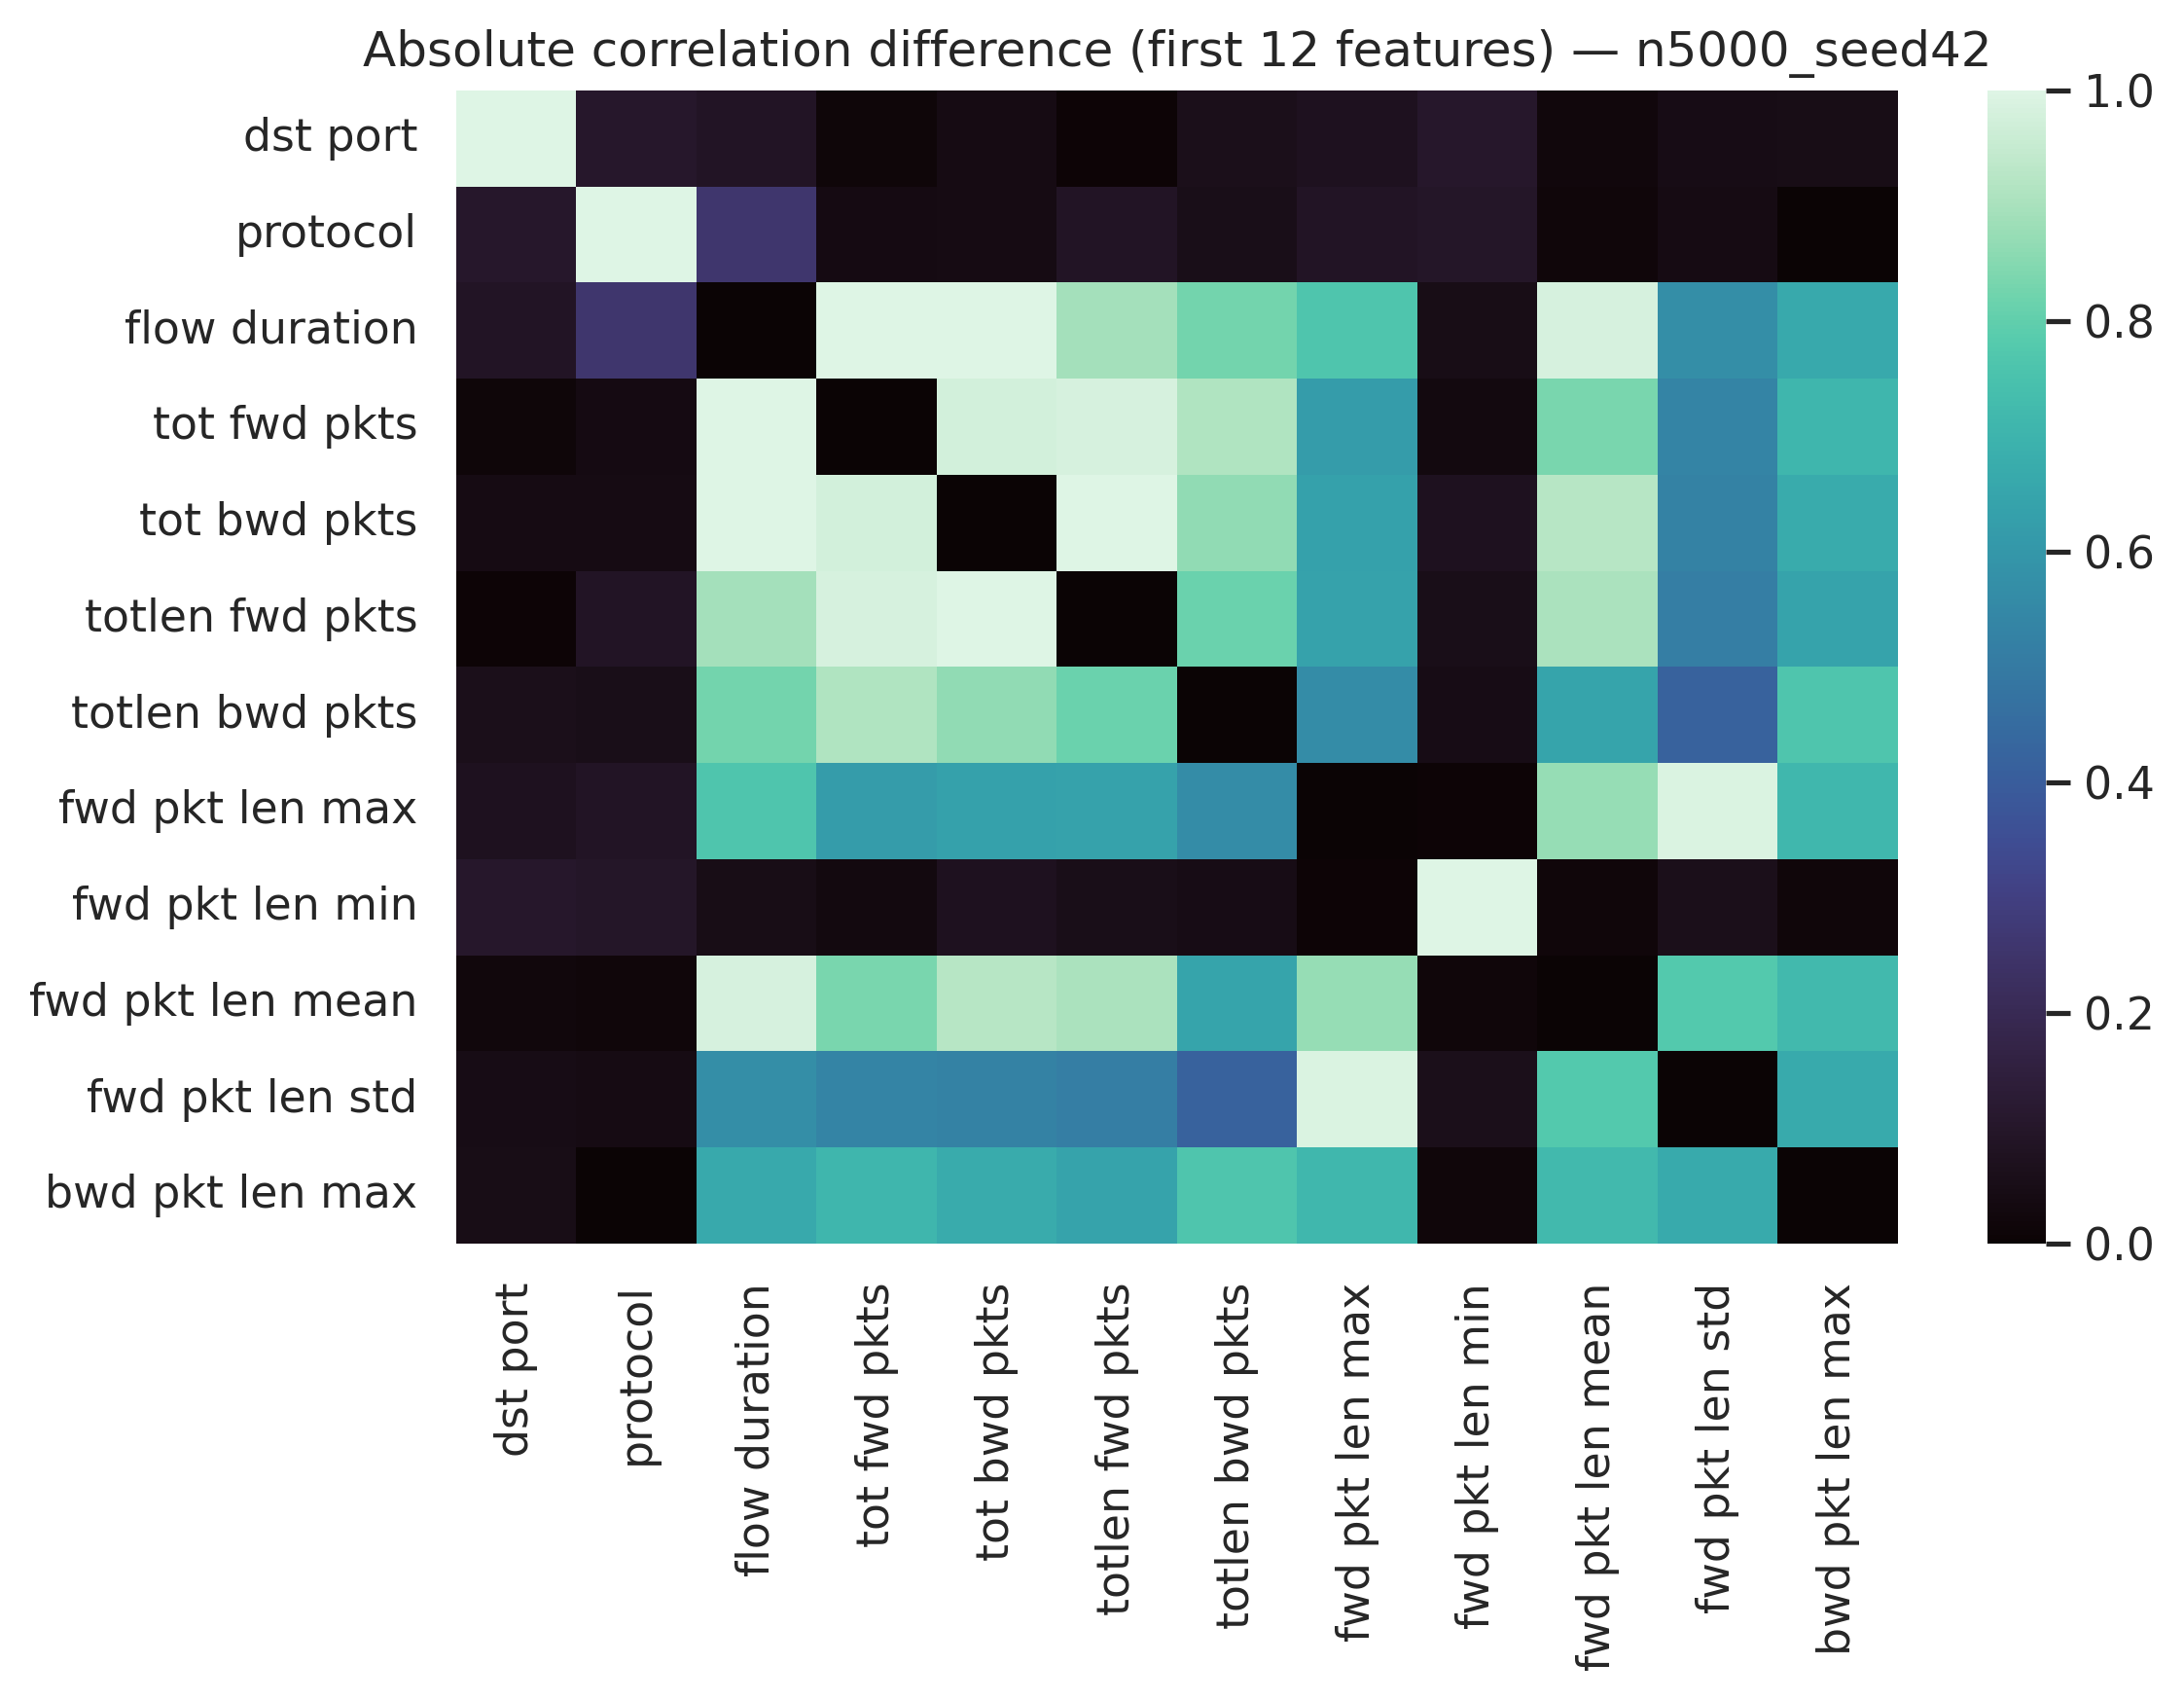 Absolute correlation difference (first 12 features) — n5000_seed42
dst port
protocol
flow duration
tot fwd pkts
tot bwd pkts
totlen fwd pkts
totlen bwd pkts
fwd pkt len max
fwd pkt len min
fwd pkt len mean
fwd pkt len std
bwd pkt len max
1.0
0.8
0.6
0.4
0.2
0.0
dst port
protocol
flow duration
tot fwd pkts
tot bwd pkts
totlen fwd pkts
totlen bwd pkts
fwd pkt len max
fwd pkt len min
fwd pkt len mean
fwd pkt len std
bwd pkt len max